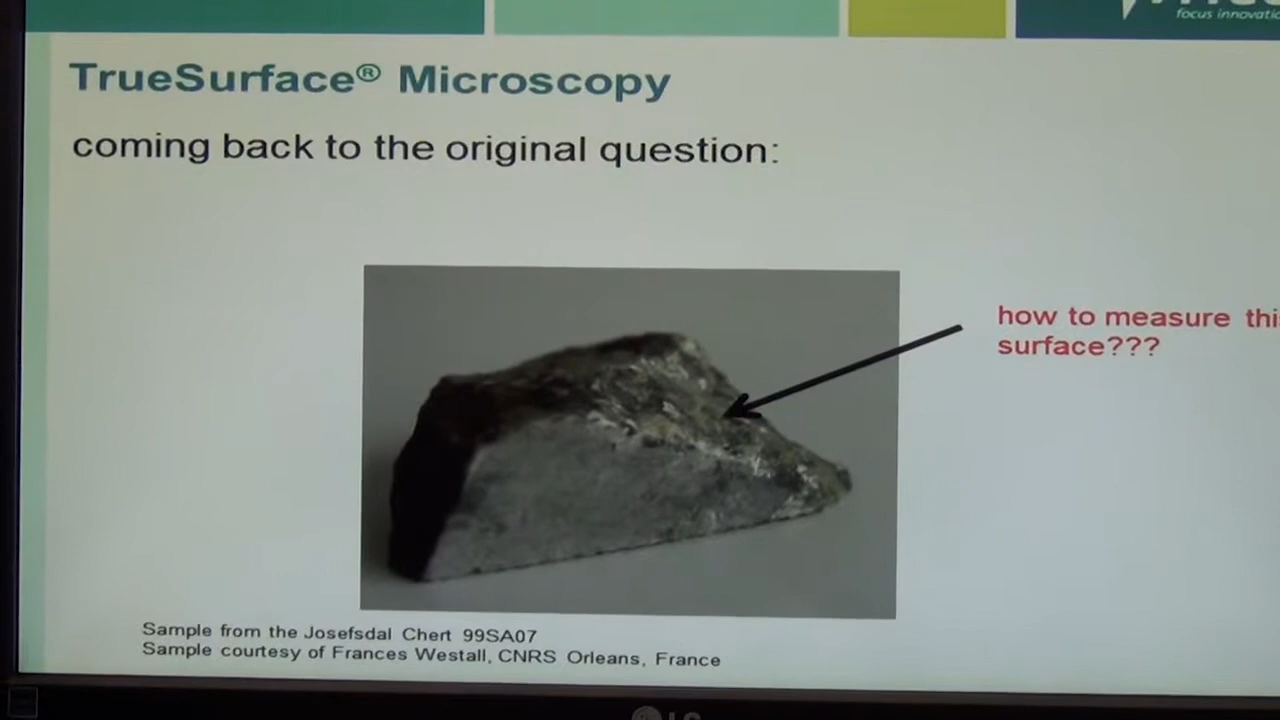 focus innovatio
TrueSurface® Microscopy
coming back to the original question:
how to measure thi
surface???
Sample from the Josefsdal Chert 99SA07
Sample courtesy of Frances Westall, CNRS Orleans, France
LG